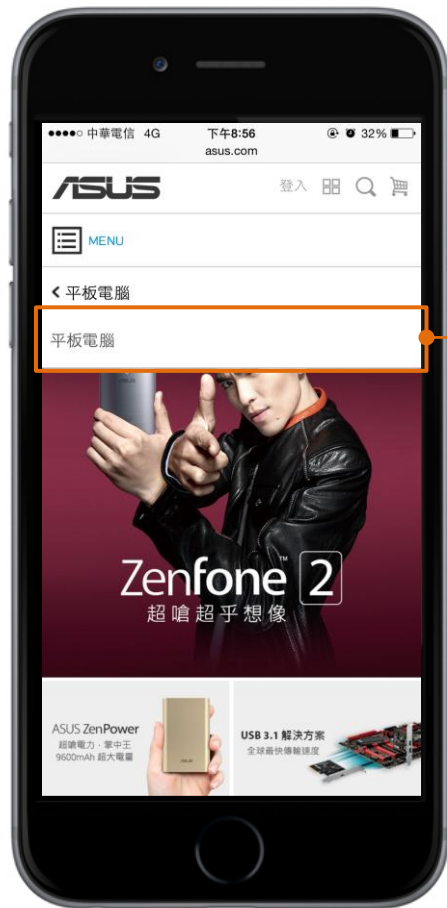 中華電信 4G 下午8:56 32%
asus.com
ASUS 登入
MENU
平板電腦
平板電腦
Zenfone™ 2
超嗆超乎想像
ASUS ZenPower
超嗆電力．掌中王
9600mAh 超大電量
USB 3.1 解決方案
全球最快傳輸速度